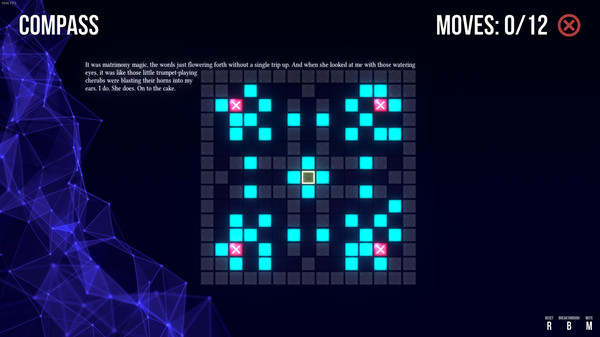 COMPASS
MOVES: 0/12
It was matrimony magic, the words just flowering forth without a single trip up. And when she looked at me with those watering
eyes, it was like those little trumpet-playing
cherubs were blasting their horns into my
ears. I do. She does. On to the cake.
RESET BREAKTHROUGH MUTE
R B M